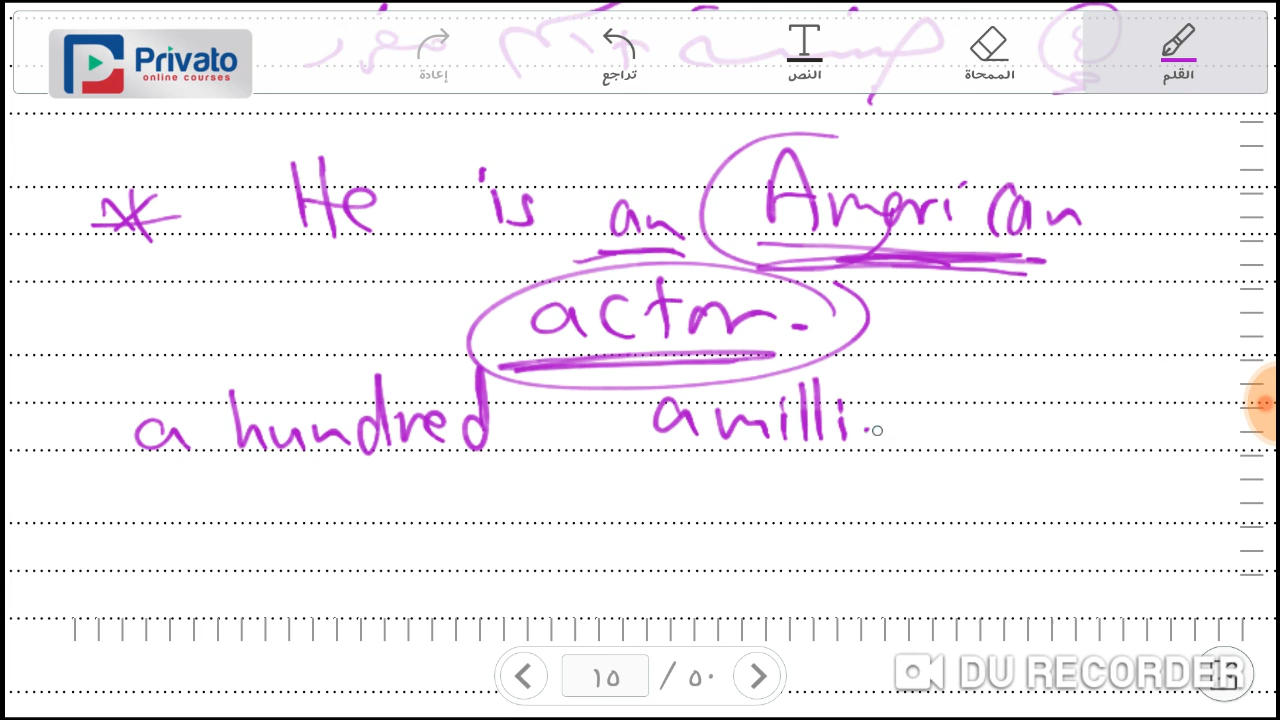 Privato
online courses
إعادة
تراجع
النص
الممحاة
القلم
* He is an American
actor.
a hundred a milli.
١٥ / ٥٠
DU RECORDER